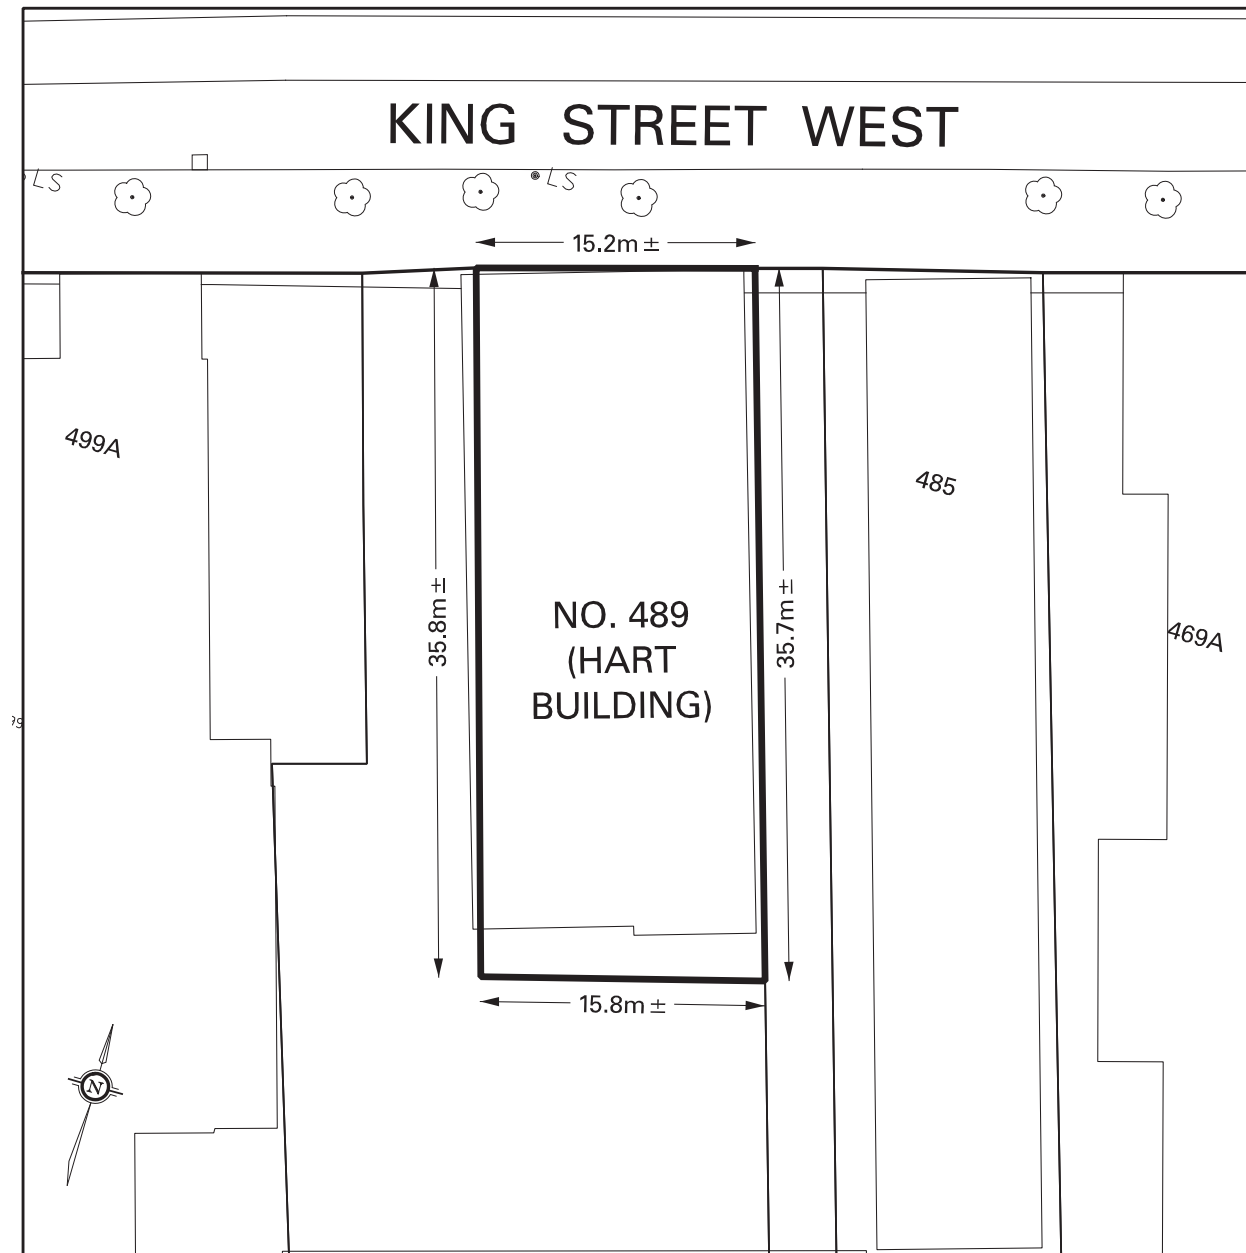 KING STREET WEST
LS
LS
15.2m ±
499A
485
35.8m ±
NO. 489
(HART
BUILDING)
35.7m ±
469A
15.8m ±
N